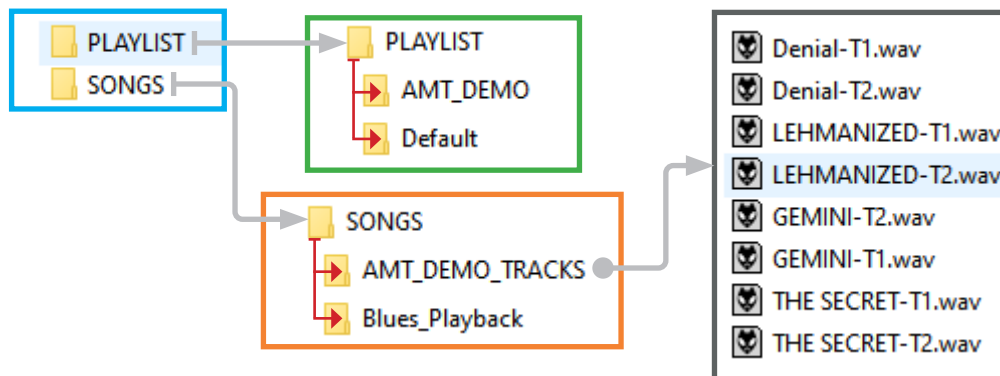 PLAYLIST
SONGS
PLAYLIST
AMT_DEMO
Default
SONGS
AMT_DEMO_TRACKS
Blues_Playback
Denial-T1.wav
Denial-T2.wav
LEHMANIZED-T1.wav
LEHMANIZED-T2.wav
GEMINI-T2.wav
GEMINI-T1.wav
THE SECRET-T1.wav
THE SECRET-T2.wav